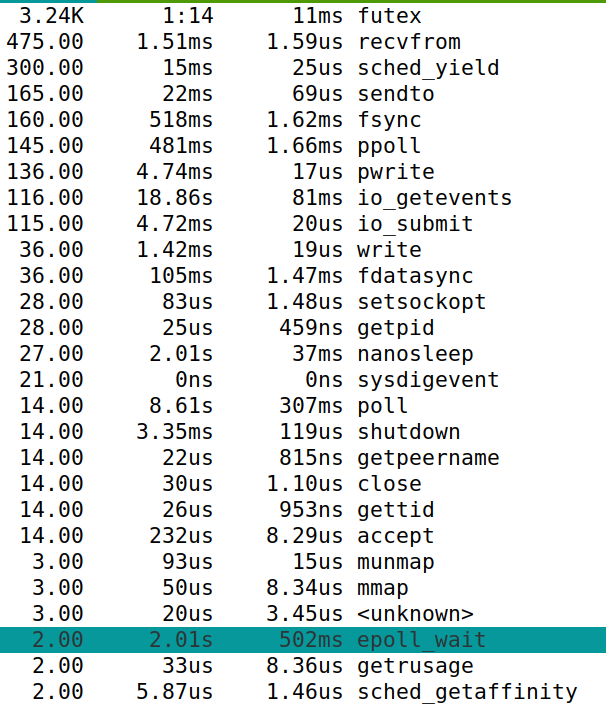 3.24K 1:14 11ms futex
475.00 1.51ms 1.59us recvfrom
300.00 15ms 25us sched_yield
165.00 22ms 69us sendto
160.00 518ms 1.62ms fsync
145.00 481ms 1.66ms ppoll
136.00 4.74ms 17us pwrite
116.00 18.86s 81ms io_getevents
115.00 4.72ms 20us io_submit
36.00 1.42ms 19us write
36.00 105ms 1.47ms fdatasync
28.00 83us 1.48us setsockopt
28.00 25us 459ns getpid
27.00 2.01s 37ms nanosleep
21.00 0ns 0ns sysdigevent
14.00 8.61s 307ms poll
14.00 3.35ms 119us shutdown
14.00 22us 815ns getpeername
14.00 30us 1.10us close
14.00 26us 953ns gettid
14.00 232us 8.29us accept
3.00 93us 15us munmap
3.00 50us 8.34us mmap
3.00 20us 3.45us <unknown>
2.00 2.01s 502ms epoll_wait
2.00 33us 8.36us getrusage
2.00 5.87us 1.46us sched_getaffinity